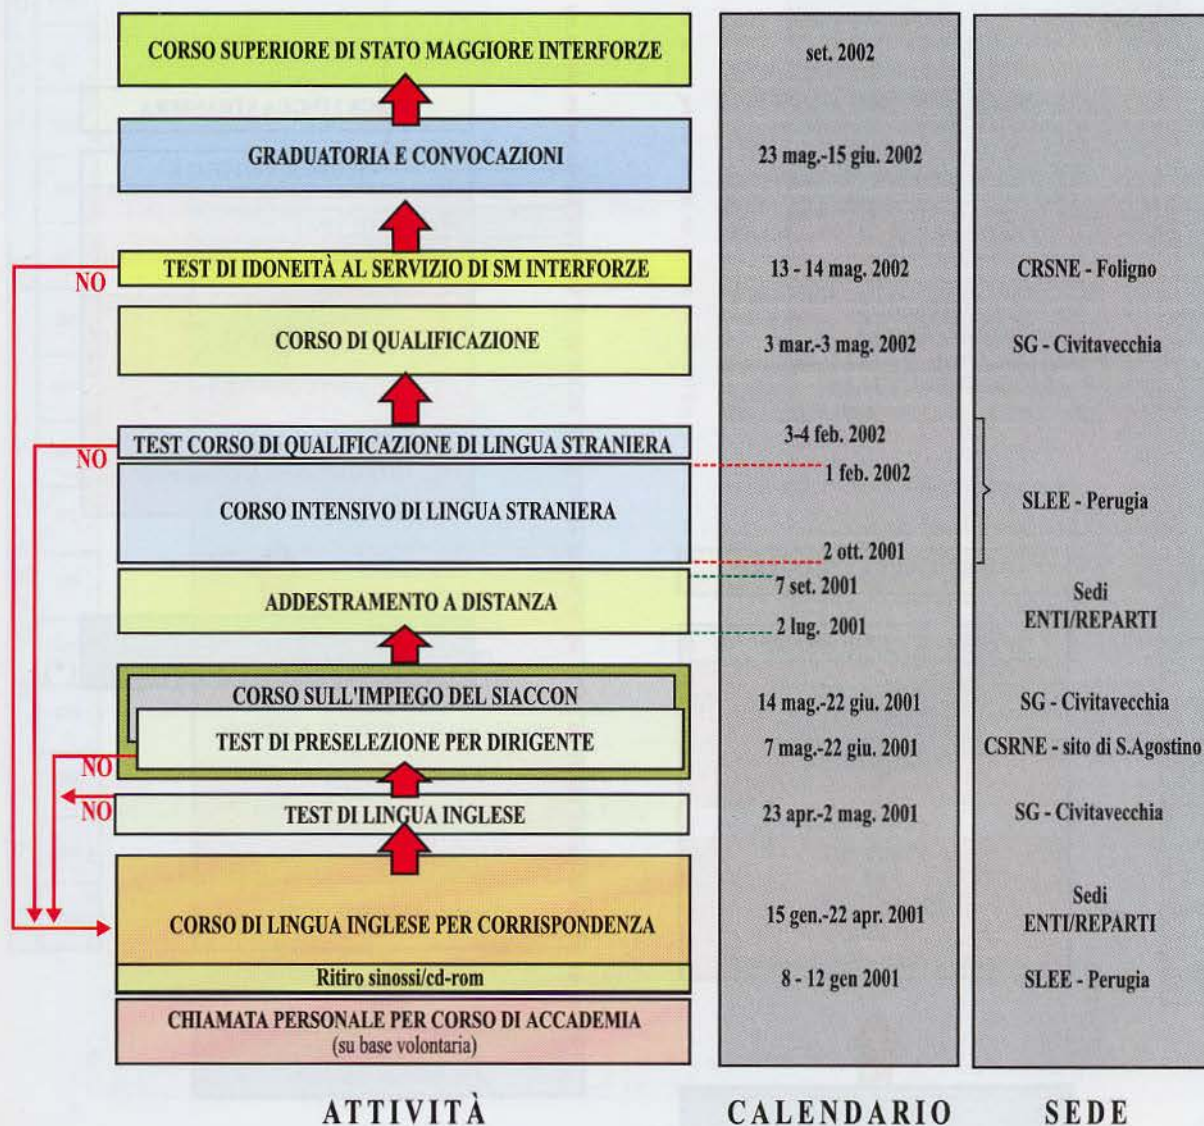 CORSO SUPERIORE DI STATO MAGGIORE INTERFORZE
set. 2002
GRADUATORIA E CONVOCAZIONI
23 mag.-15 giu. 2002
NO
TEST DI IDONEITÀ AL SERVIZIO DI SM INTERFORZE
13 - 14 mag. 2002
CRSNE - Foligno
CORSO DI QUALIFICAZIONE
3 mar.-3 mag. 2002
SG - Civitavecchia
NO
TEST CORSO DI QUALIFICAZIONE DI LINGUA STRANIERA
3-4 feb. 2002
1 feb. 2002
CORSO INTENSIVO DI LINGUA STRANIERA
SLEE - Perugia
2 ott. 2001
ADDESTRAMENTO A DISTANZA
7 set. 2001
2 lug. 2001
Sedi
ENTI/REPARTI
CORSO SULL'IMPIEGO DEL SIACCON
14 mag.-22 giu. 2001
SG - Civitavecchia
TEST DI PRESELEZIONE PER DIRIGENTE
7 mag.-22 giu. 2001
CSRNE - sito di S.Agostino
NO
NO
TEST DI LINGUA INGLESE
23 apr.-2 mag. 2001
SG - Civitavecchia
CORSO DI LINGUA INGLESE PER CORRISPONDENZA
15 gen.-22 apr. 2001
Sedi
ENTI/REPARTI
Ritiro sinossi/cd-rom
8 - 12 gen 2001
SLEE - Perugia
CHIAMATA PERSONALE PER CORSO DI ACCADEMIA
(su base volontaria)
ATTIVITÀ
CALENDARIO
SEDE